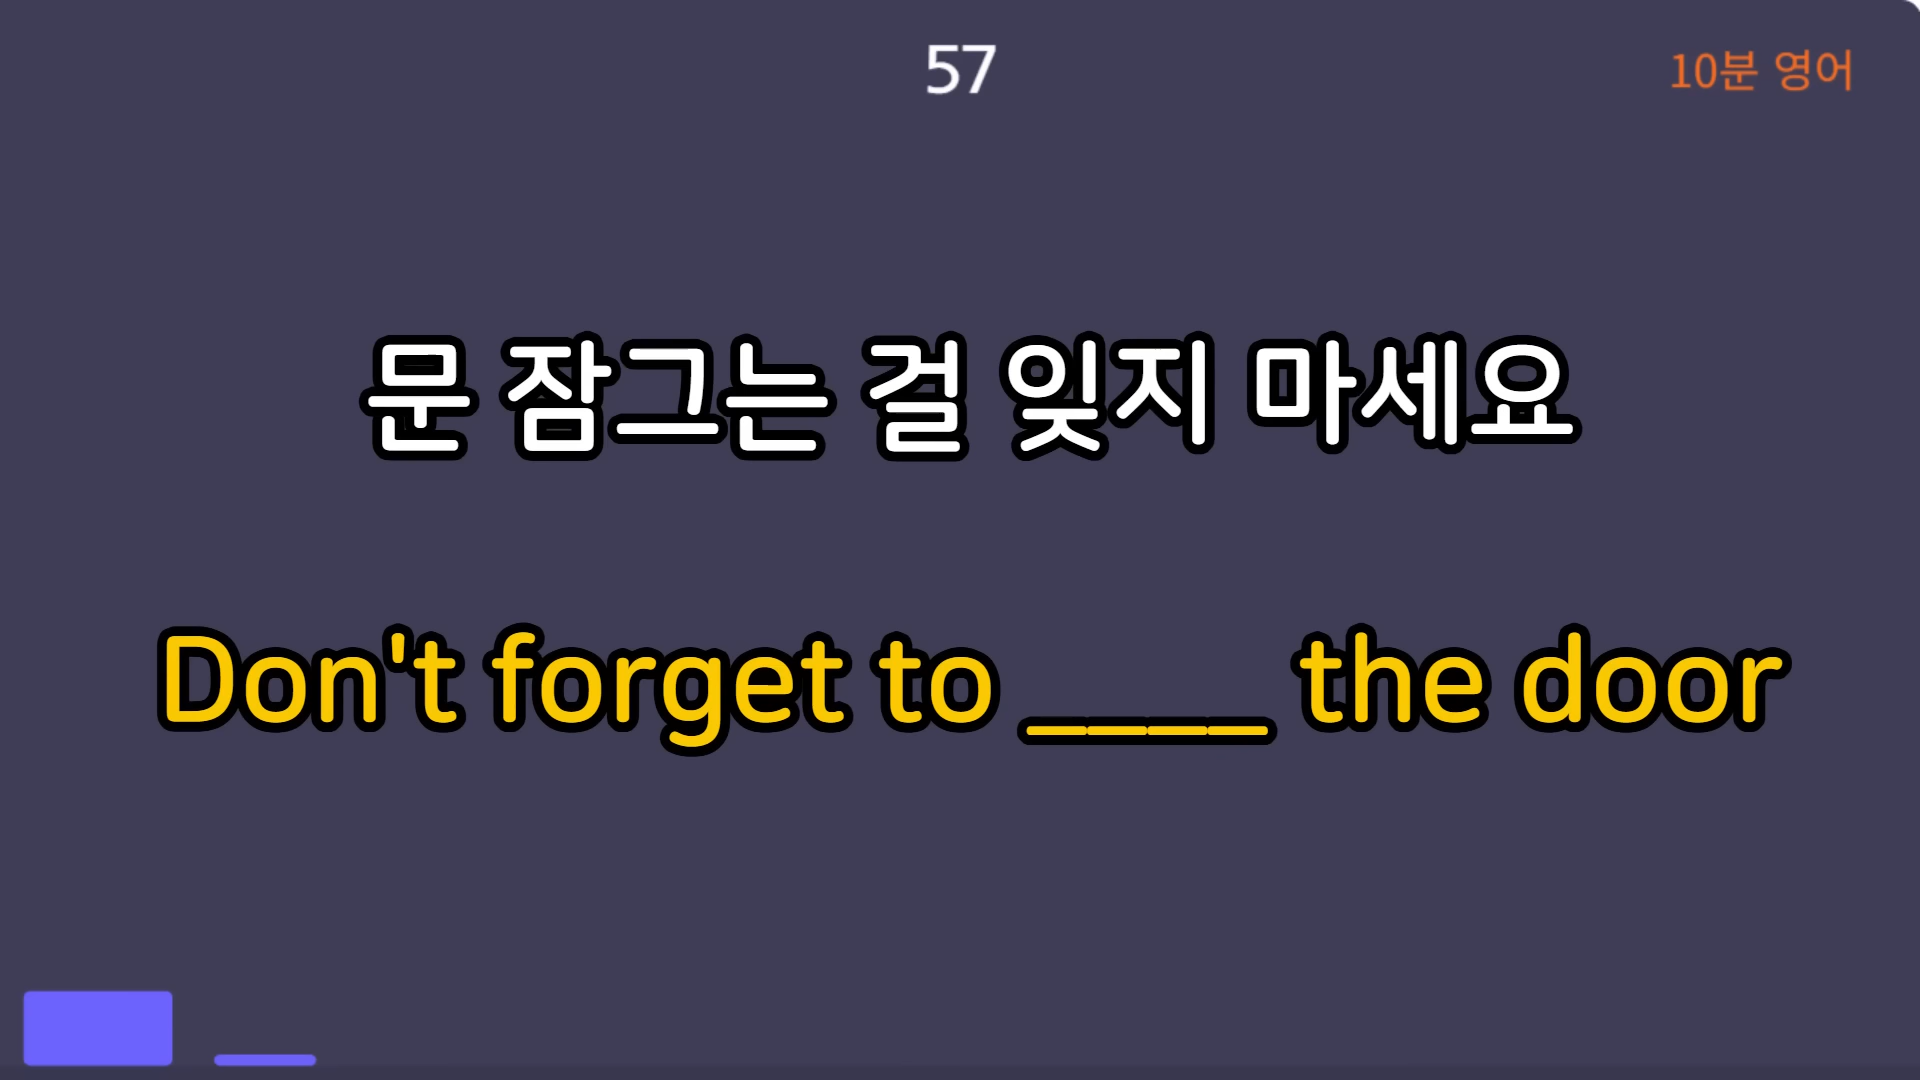 57
10분 영어
문 잠그는 걸 잊지 마세요
Don't forget to ____ the door